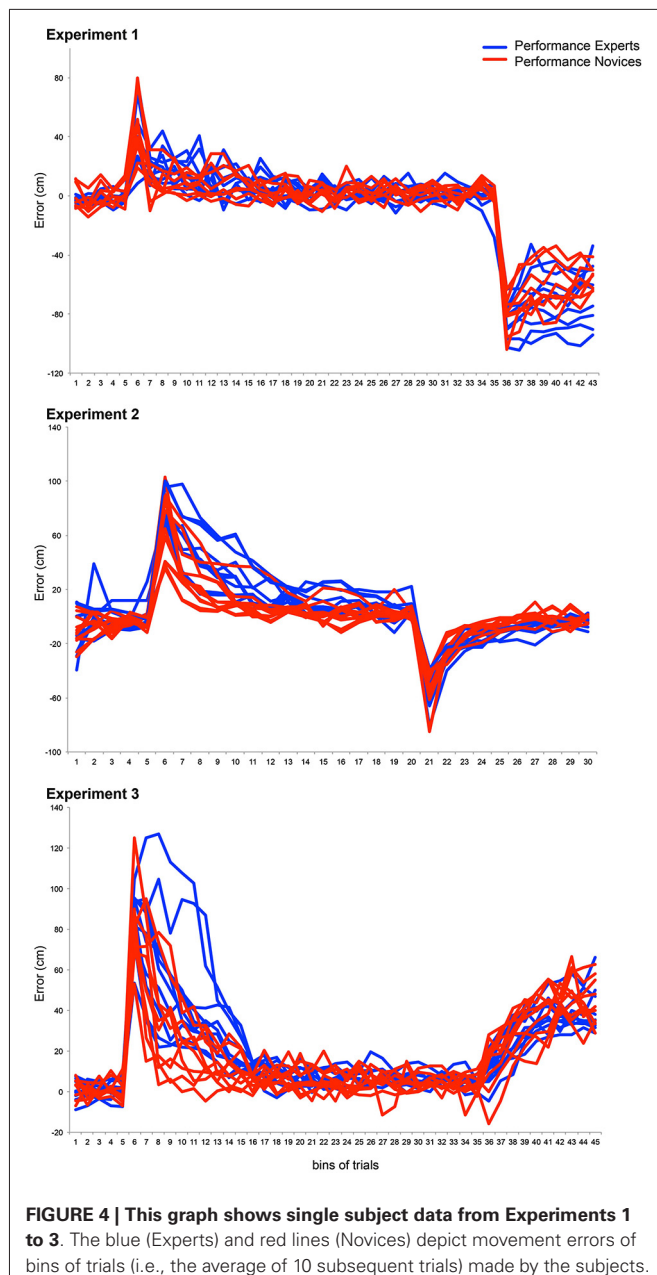 Experiment 1
Performance Experts
Performance Novices
80
40
0
-40
-80
-120
Error (cm)
1 2 3 4 5 6 7 8 9 10 11 12 13 14 15 16 17 18 19 20 21 22 23 24 25 26 27 28 29 30 31 32 33 34 35 36 37 38 39 40 41 42 43
Experiment 2
140
100
60
20
-20
-60
-100
Error (cm)
1 2 3 4 5 6 7 8 9 10 11 12 13 14 15 16 17 18 19 20 21 22 23 24 25 26 27 28 29 30
Experiment 3
140
120
100
80
60
40
20
0
-20
Error (cm)
1 2 3 4 5 6 7 8 9 10 11 12 13 14 15 16 17 18 19 20 21 22 23 24 25 26 27 28 29 30 31 32 33 34 35 36 37 38 39 40 41 42 43 44 45
bins of trials
FIGURE 4 | This graph shows single subject data from Experiments 1
to 3. The blue (Experts) and red lines (Novices) depict movement errors of
bins of trials (i.e., the average of 10 subsequent trials) made by the subjects.